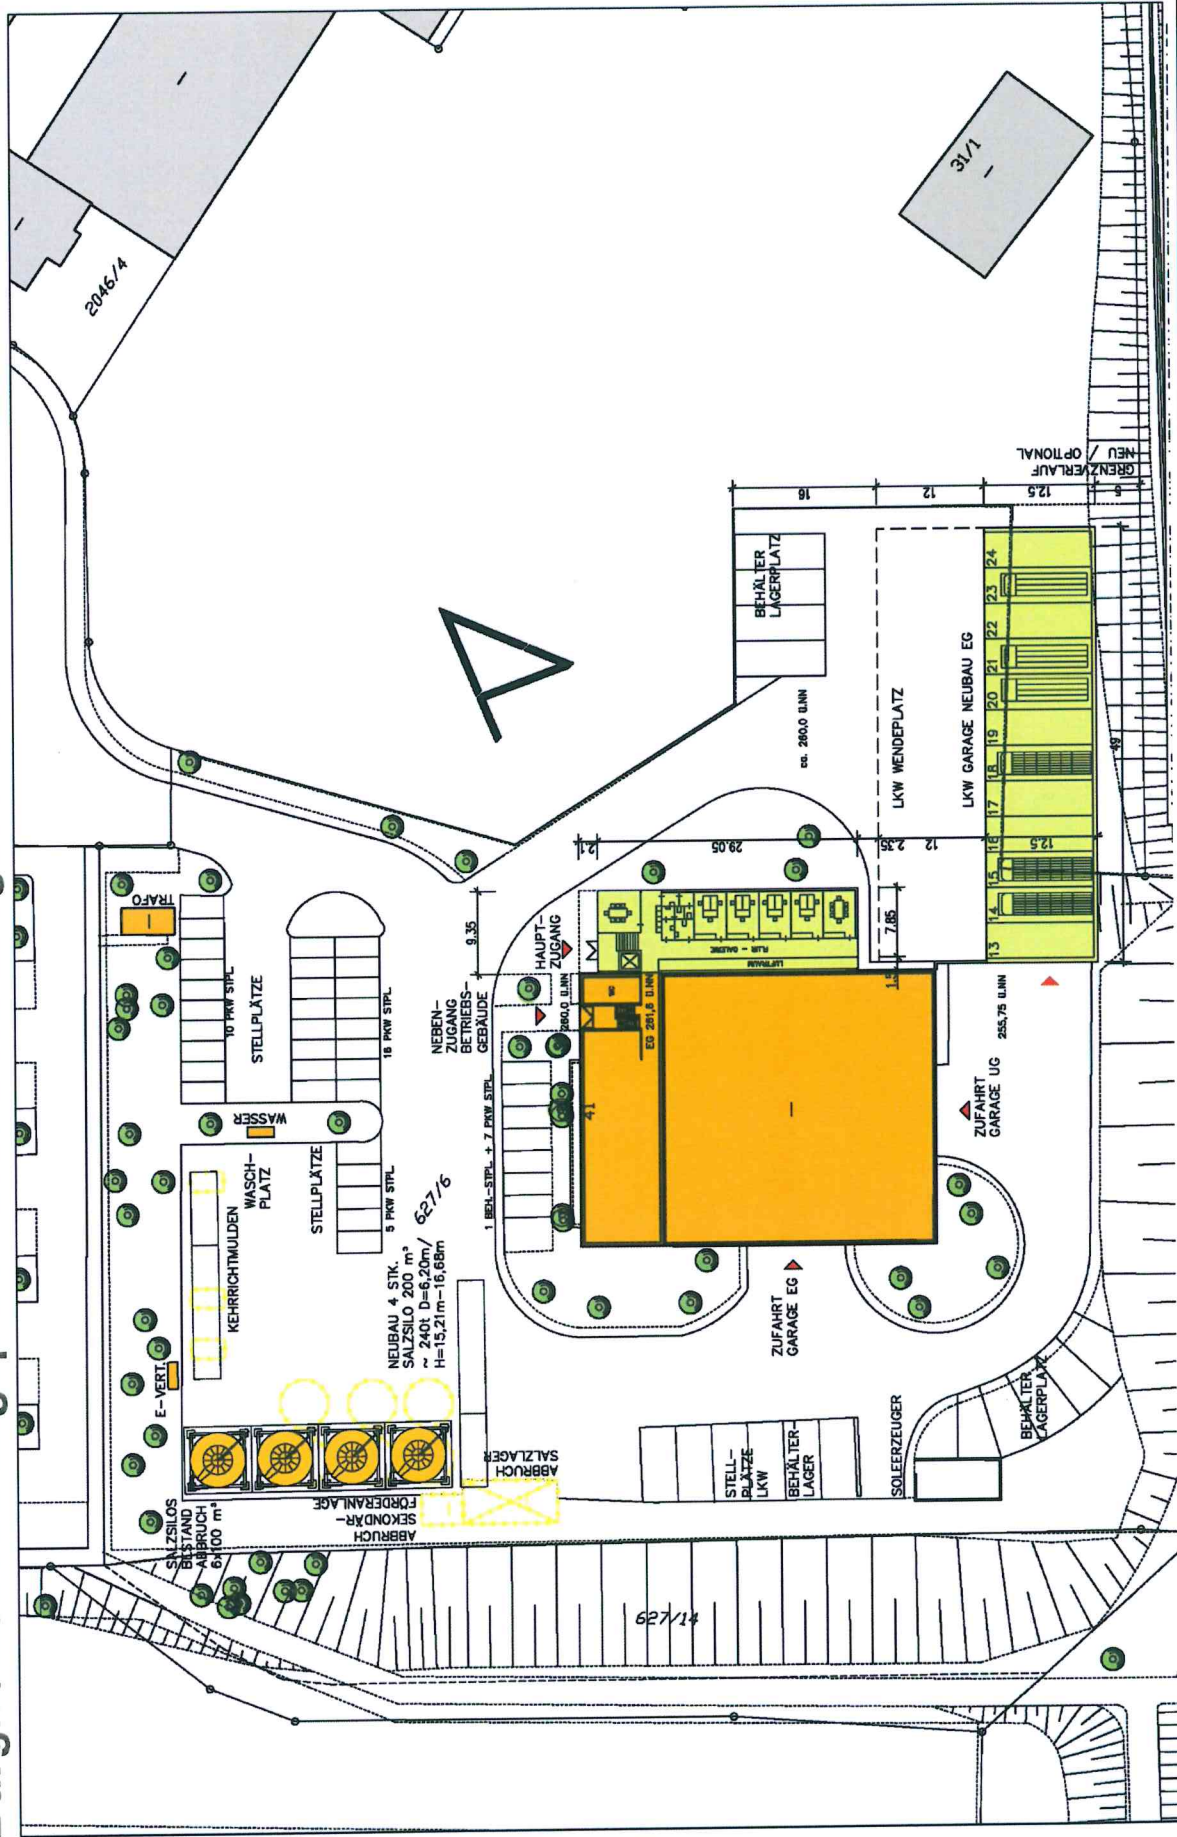 2046/4
31/1
TRAFO
10 PKW STPL.
STELLPLÄTZE
16 PKW STPL.
WASSER
WASCH-
PLATZ
STELLPLÄTZE
5 PKW STPL.
KEHRRICHTMULDEN
E-VERT.
SALZSILOS
BESTAND
ABBRUCH
6x100 m³
NEUBAU 4 STK.
SALZSILO 200 m³
~ 240t D=6,20m/
H=15,21m-16,68m
627/6
ABBRUCH
SEKONDÄR-
FÖRDERANLAGE
ABBRUCH
SALZLAGER
627/14
NEBEN-
ZUGANG
BETRIEBS-
GEBÄUDE
HAUPT-
ZUGANG
9.35
1 BEH.-STPL. + 7 PKW STPL.
260,0 Ü.NN
EG 261,5 Ü.NN
41
FLUR - GALERIE
LUFTRAUM
2.1
29.05
2.35
12
12.5
7.85
ZUFAHRT
GARAGE EG
ZUFAHRT
GARAGE UG
255,75 Ü.NN
STELL-
PLÄTZE
LKW
BEHÄLTER-
LAGER
SOLEERZEUGER
BEHÄLTER
LAGERPLATZ
BEHÄLTER
LAGERPLATZ
ca. 260,0 Ü.NN
LKW WENDEPLATZ
LKW GARAGE NEUBAU EG
13 14 15 16 17 18 19 20 21 22 23 24
49
16
12
12.5
5
GRENZVERLAUF
NEU / OPTIONAL